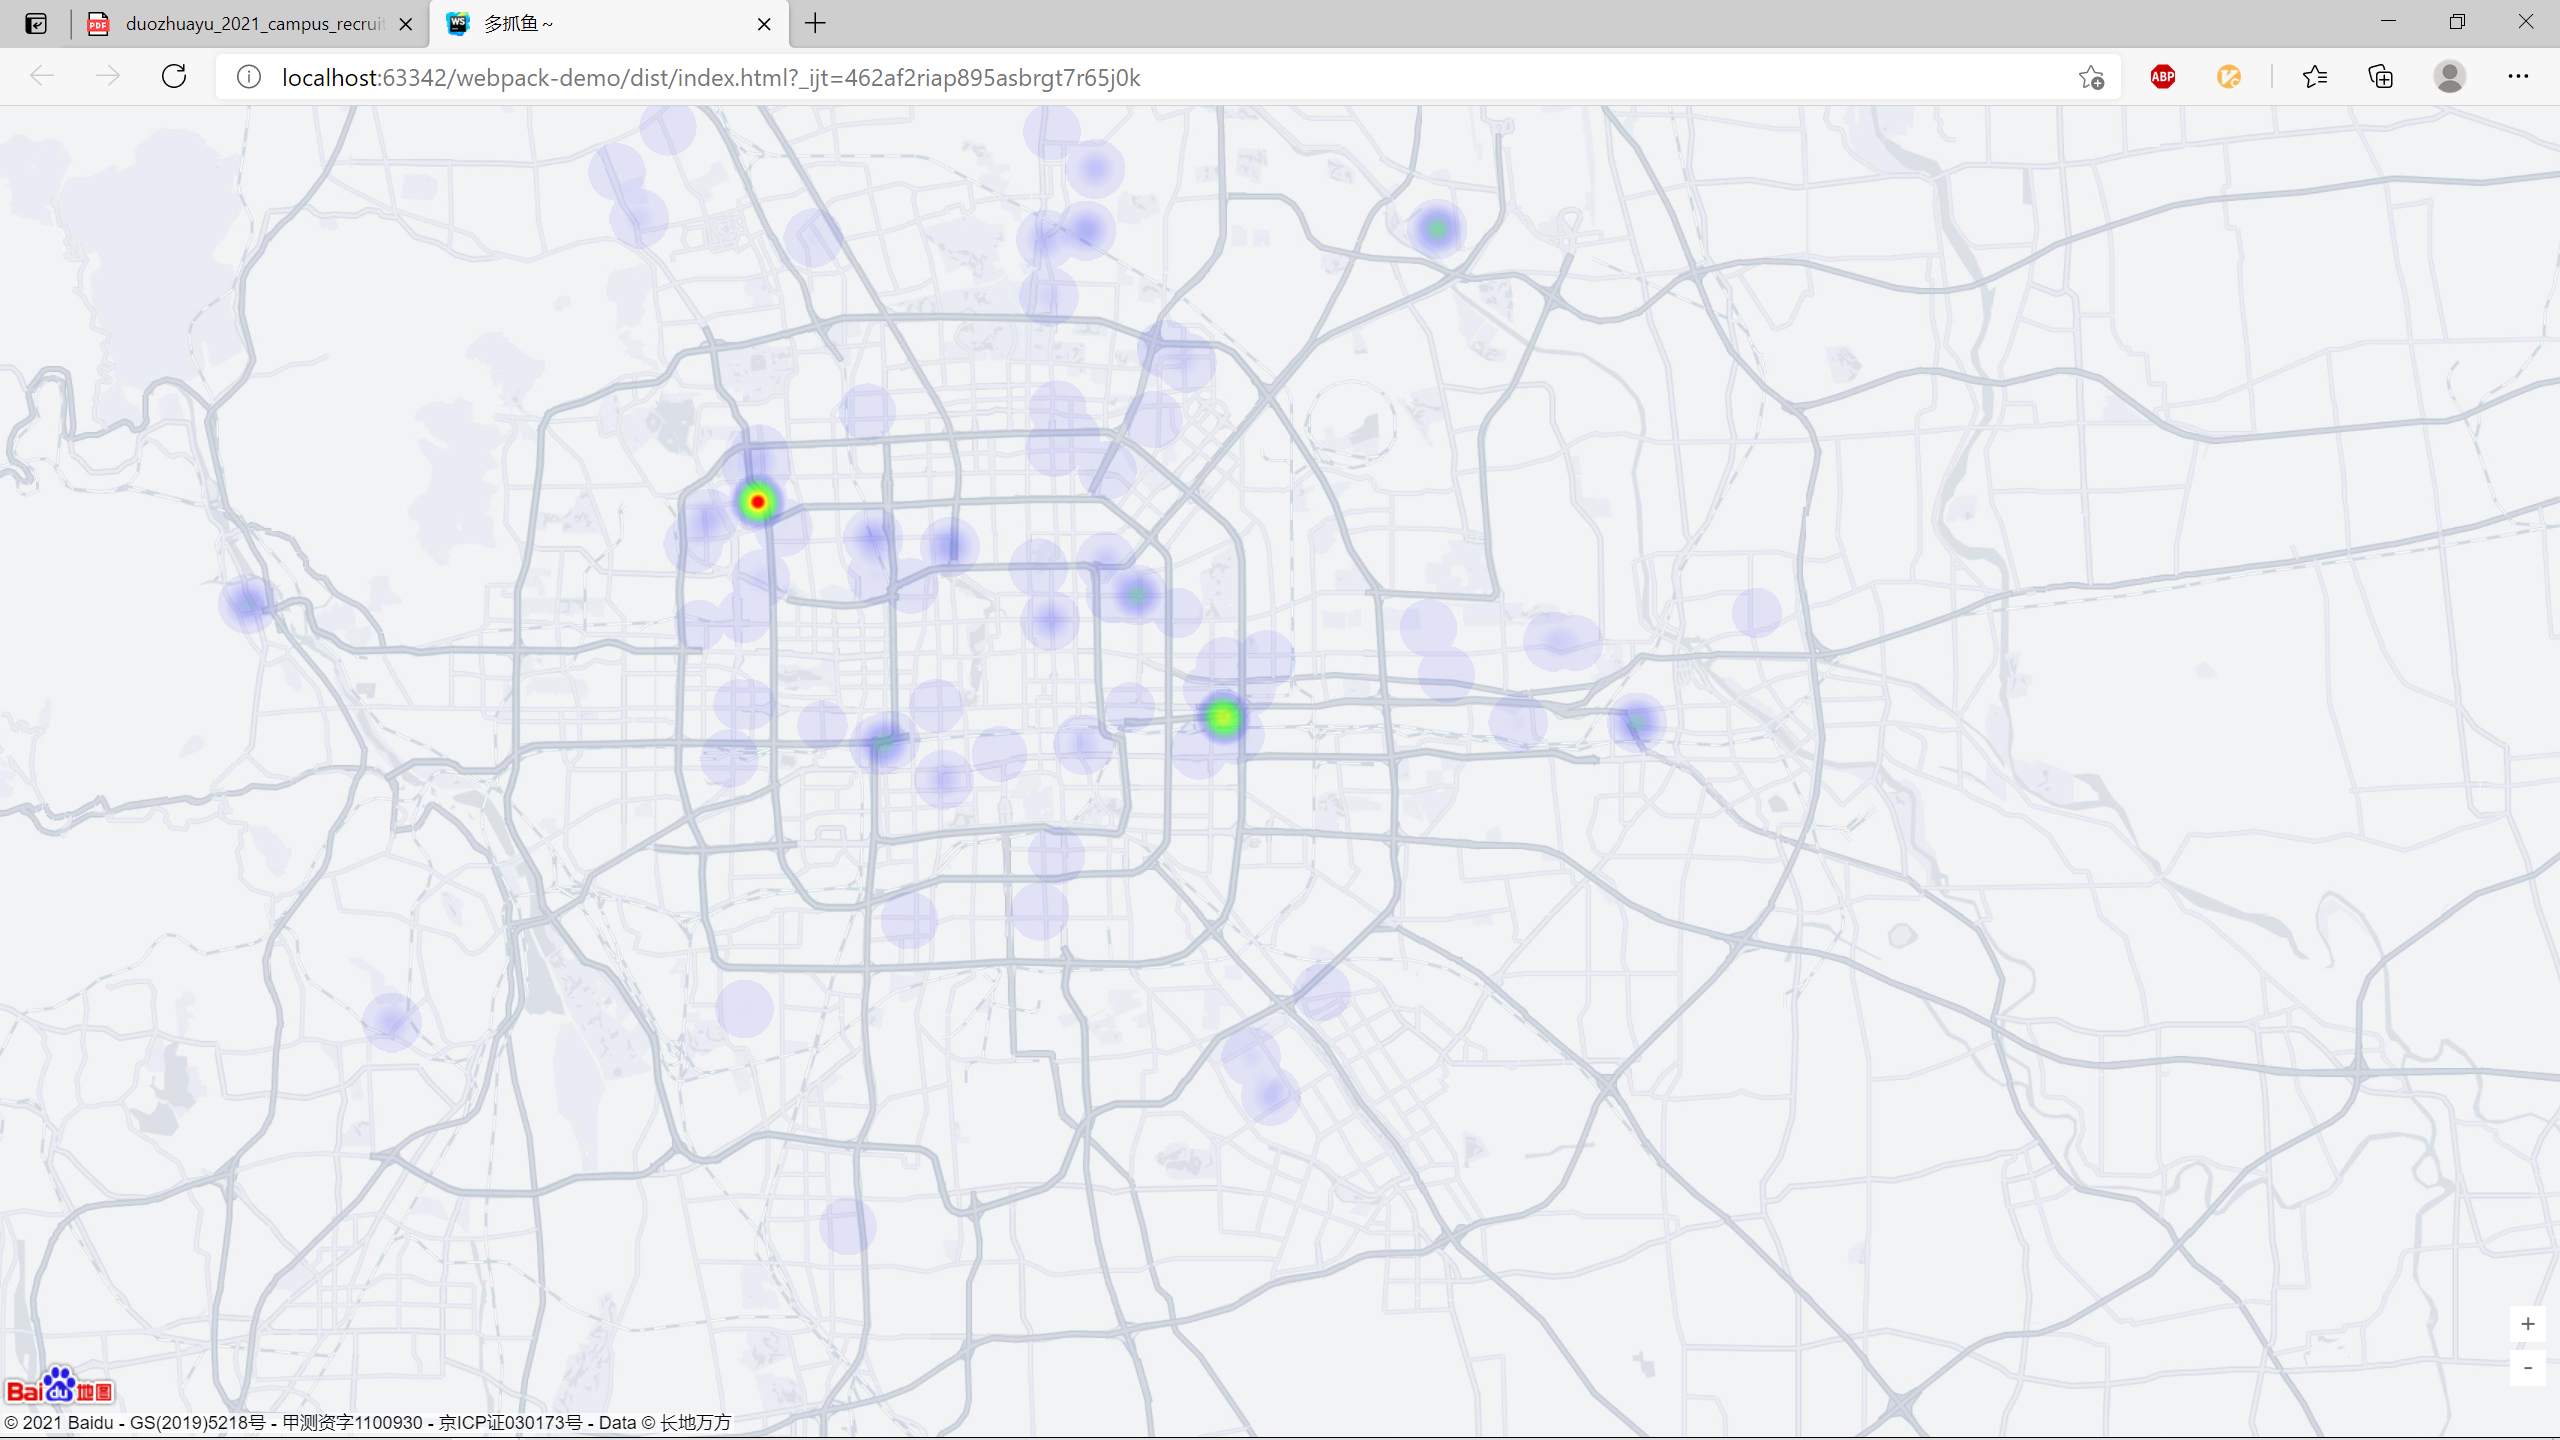 duozhuayu_2021_campus_recruit
多抓鱼 ~
localhost:63342/webpack-demo/dist/index.html?_ijt=462af2riap895asbrgt7r65j0k
ABP
+
-
Bai du 地图
© 2021 Baidu - GS(2019)5218号 - 甲测资字1100930 - 京ICP证030173号 - Data © 长地万方